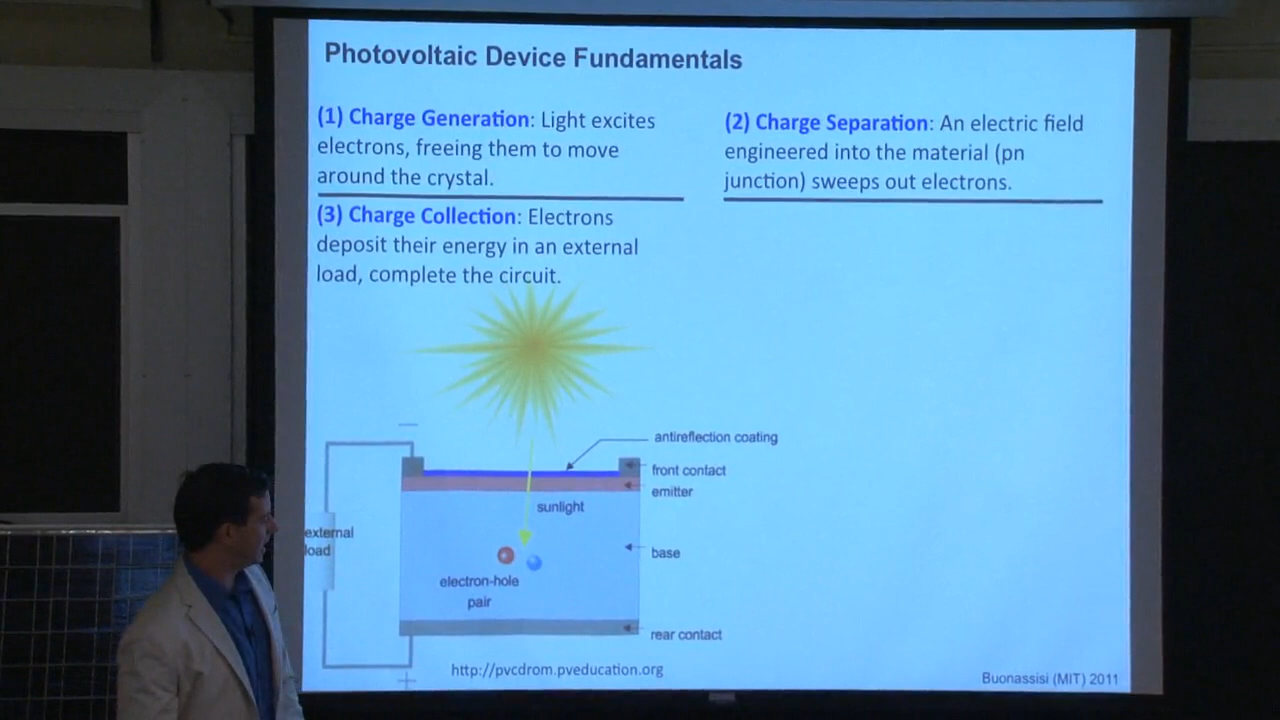 Photovoltaic Device Fundamentals
(1) Charge Generation: Light excites
electrons, freeing them to move
around the crystal.
(2) Charge Separation: An electric field
engineered into the material (pn
junction) sweeps out electrons.
(3) Charge Collection: Electrons
deposit their energy in an external
load, complete the circuit.
−
antireflection coating
front contact
emitter
sunlight
external
load
base
electron-hole
pair
rear contact
+
http://pvcdrom.pveducation.org
Buonassisi (MIT) 2011